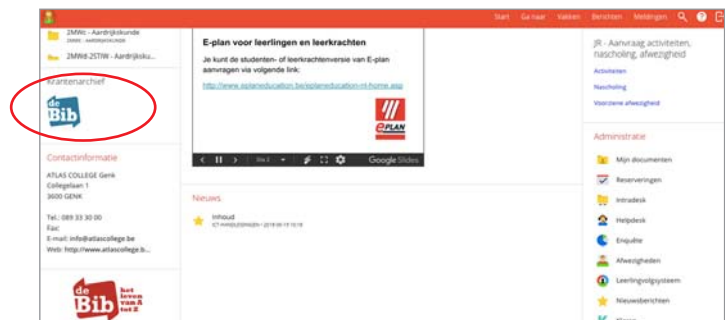 Start Ga naar Vakken Berichten Meldingen
2MWc - Aardrijkskunde
2MWC - AARDRIJKSKUNDE
2MWd-2STIW - Aardrijksku...
Krantenarchief
de
Bib
Contactinformatie
ATLAS COLLEGE Genk
Collegelaan 1
3600 GENK
Tel.: 089 33 30 00
Fax:
E-mail: info@atlascollege.be
Web: http://www.atlascollege.b...
de
Bib
het
leven
van A
tot Z
E-plan voor leerlingen en leerkrachten
Je kunt de studenten- of leerkrachtenversie van E-plan
aanvragen via volgende link:
http://www.eplaneducation.be/eplaneducation-nl-home.asp
ePLAN
Google Slides
Nieuws
Inhoud
JR - Aanvraag activiteiten,
nascholing, afwezigheid
Activiteiten
Nascholing
Voorziene afwezigheid
Administratie
Mijn documenten
Reserveringen
Intradesk
Helpdesk
Enquête
Afwezigheden
Leerlingvolgsysteem
Nieuwsberichten